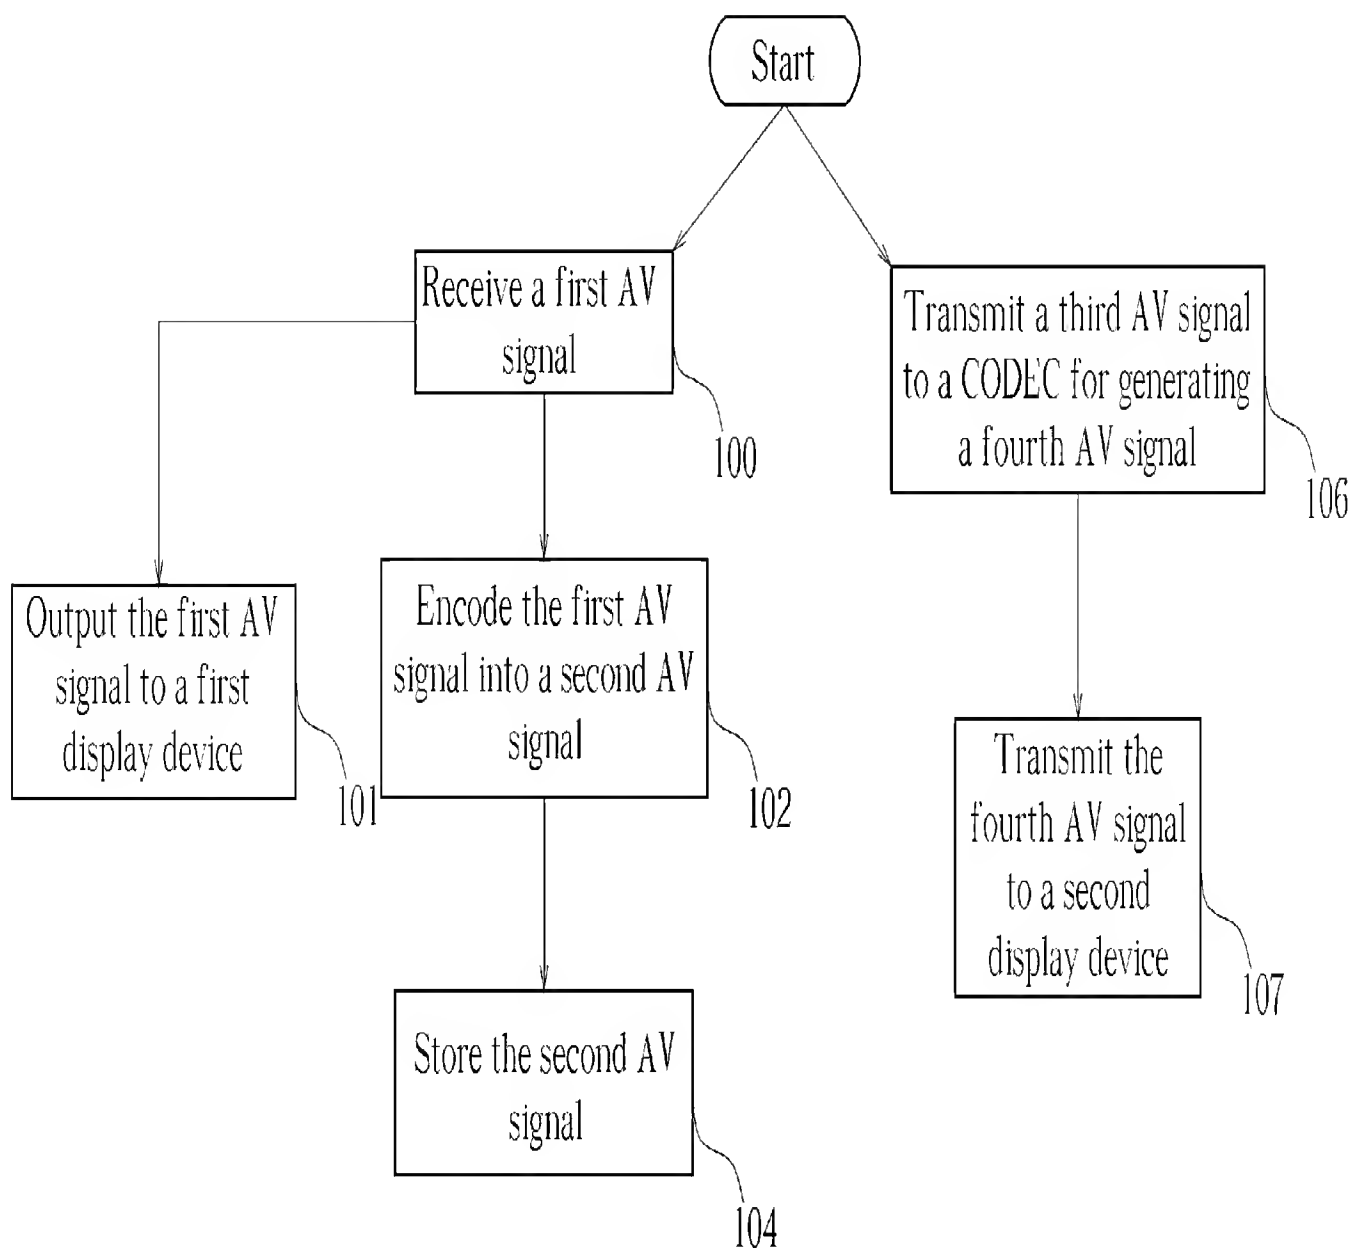 Start
Receive a first AV
signal
100
Transmit a third AV signal
to a CODEC for generating
a fourth AV signal
106
Output the first AV
signal to a first
display device
101
Encode the first AV
signal into a second AV
signal
102
Transmit the
fourth AV signal
to a second
display device
107
Store the second AV
signal
104